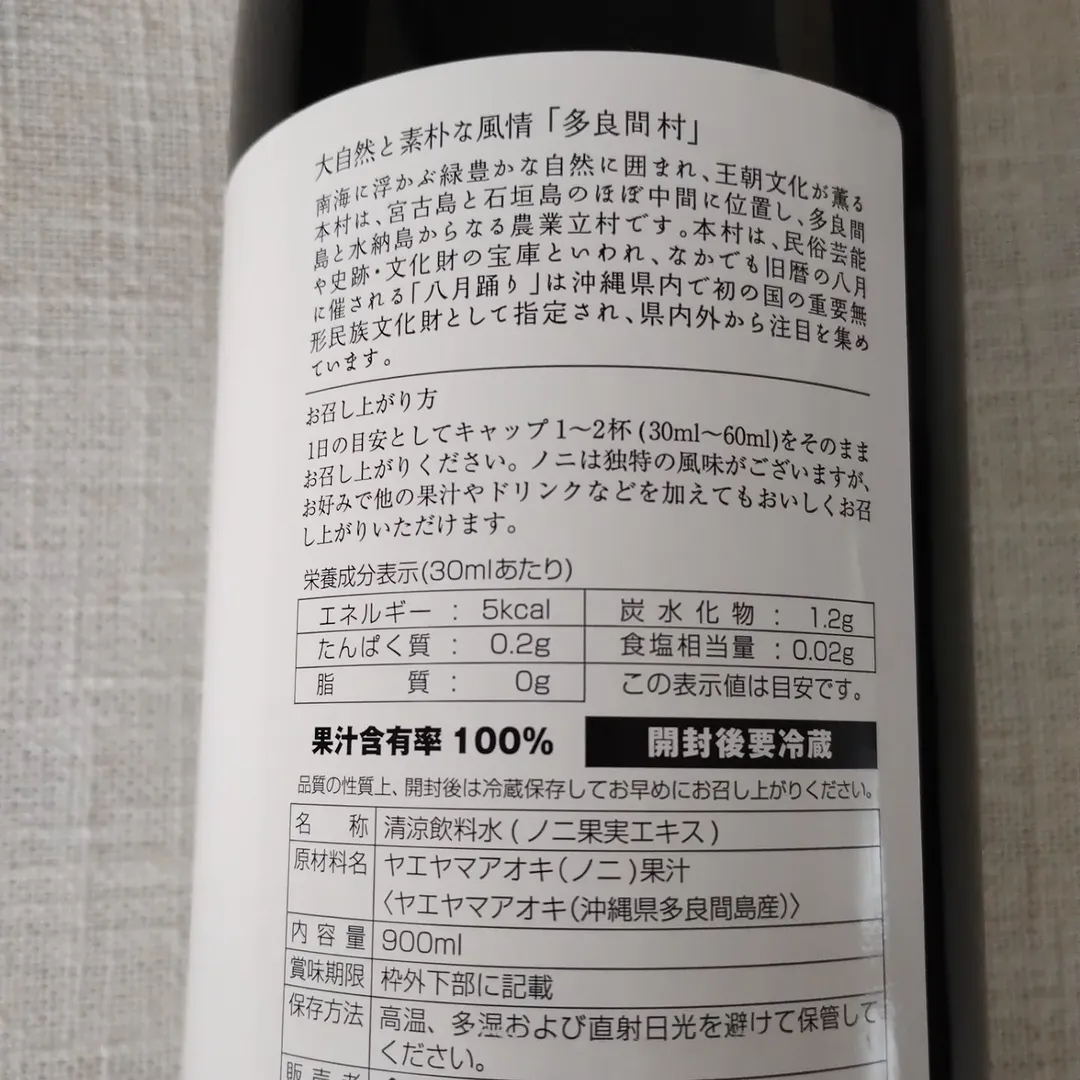 大自然と素朴な風情「多良間村」
南海に浮かぶ緑豊かな自然に囲まれ、王朝文化が薫る
本村は、宮古島と石垣島のほぼ中間に位置し、多良間
島と水納島からなる農業立村です。本村は、民俗芸能
や史跡・文化財の宝庫といわれ、なかでも旧暦の八月
に催される「八月踊り」は沖縄県内で初の国の重要無
形民族文化財として指定され、県内外から注目を集め
ています。
お召し上がり方
1日の目安としてキャップ1〜2杯(30ml〜60ml)をそのまま
お召し上がりください。ノニは独特の風味がございますが、
お好みで他の果汁やドリンクなどを加えてもおいしくお召
し上がりいただけます。
栄養成分表示(30mlあたり)
エネルギー : 5kcal 炭水化物 : 1.2g
たんぱく質 : 0.2g 食塩相当量 : 0.02g
脂質 : 0g この表示値は目安です。
果汁含有率100% 開封後要冷蔵
品質の性質上、開封後は冷蔵保存してお早めにお召し上がりください。
名称 清涼飲料水(ノニ果実エキス)
原材料名 ヤエヤマアオキ(ノニ)果汁
〈ヤエヤマアオキ(沖縄県多良間島産)〉
内容量 900ml
賞味期限 枠外下部に記載
保存方法 高温、多湿および直射日光を避けて保管して
ください。
販売者